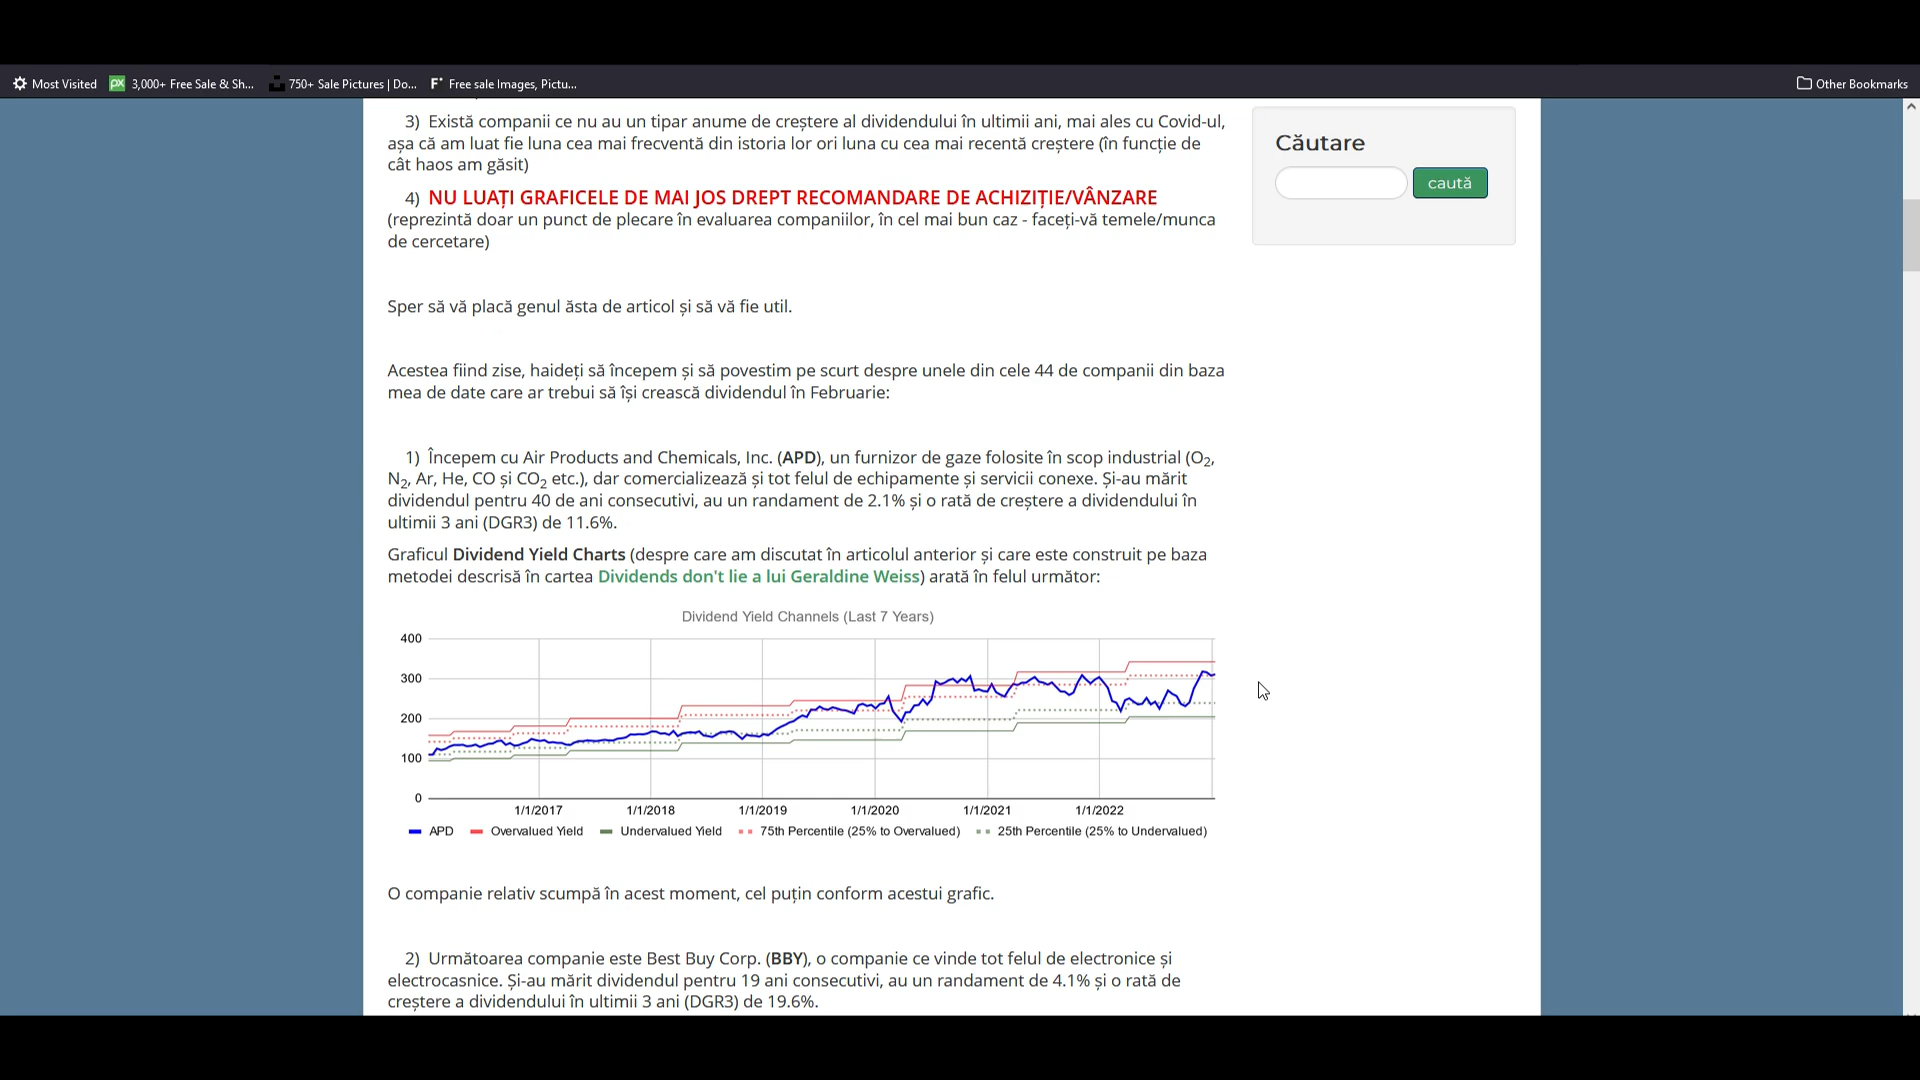 Most Visited
3,000+ Free Sale & Sh...
750+ Sale Pictures | Do...
Free sale Images, Pictu...
Other Bookmarks
3) Există companii ce nu au un tipar anume de creștere al dividendului în ultimii ani, mai ales cu Covid-ul,
așa că am luat fie luna cea mai frecventă din istoria lor ori luna cu cea mai recentă creștere (în funcție de
cât haos am găsit)
4) NU LUAȚI GRAFICELE DE MAI JOS DREPT RECOMANDARE DE ACHIZIȚIE/VÂNZARE
(reprezintă doar un punct de plecare în evaluarea companiilor, în cel mai bun caz - faceți-vă temele/munca
de cercetare)
Căutare
caută
Sper să vă placă genul ăsta de articol și să vă fie util.
Acestea fiind zise, haideți să începem și să povestim pe scurt despre unele din cele 44 de companii din baza
mea de date care ar trebui să își crească dividendul în Februarie:
1) Începem cu Air Products and Chemicals, Inc. (APD), un furnizor de gaze folosite în scop industrial (O2,
N2, Ar, He, CO și CO2 etc.), dar comercializează și tot felul de echipamente și servicii conexe. Și-au mărit
dividendul pentru 40 de ani consecutivi, au un randament de 2.1% și o rată de creștere a dividendului în
ultimii 3 ani (DGR3) de 11.6%.
Graficul Dividend Yield Charts (despre care am discutat în articolul anterior și care este construit pe baza
metodei descrisă în cartea Dividends don't lie a lui Geraldine Weiss) arată în felul următor:
Dividend Yield Channels (Last 7 Years)
400
300
200
100
0
1/1/2017 1/1/2018 1/1/2019 1/1/2020 1/1/2021 1/1/2022
APD Overvalued Yield Undervalued Yield 75th Percentile (25% to Overvalued) 25th Percentile (25% to Undervalued)
O companie relativ scumpă în acest moment, cel puțin conform acestui grafic.
2) Următoarea companie este Best Buy Corp. (BBY), o companie ce vinde tot felul de electronice și
electrocasnice. Și-au mărit dividendul pentru 19 ani consecutivi, au un randament de 4.1% și o rată de
creștere a dividendului în ultimii 3 ani (DGR3) de 19.6%.